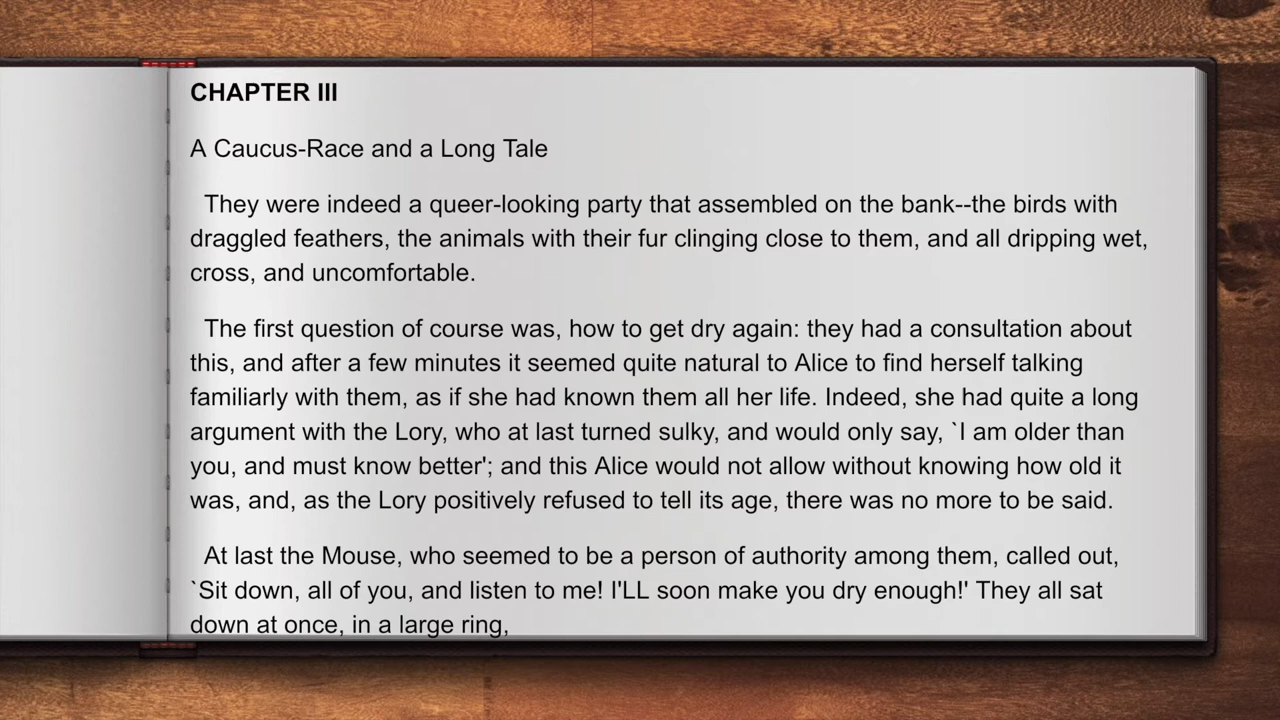 CHAPTER III
A Caucus-Race and a Long Tale
They were indeed a queer-looking party that assembled on the bank--the birds with
draggled feathers, the animals with their fur clinging close to them, and all dripping wet,
cross, and uncomfortable.
The first question of course was, how to get dry again: they had a consultation about
this, and after a few minutes it seemed quite natural to Alice to find herself talking
familiarly with them, as if she had known them all her life. Indeed, she had quite a long
argument with the Lory, who at last turned sulky, and would only say, `I am older than
you, and must know better'; and this Alice would not allow without knowing how old it
was, and, as the Lory positively refused to tell its age, there was no more to be said.
At last the Mouse, who seemed to be a person of authority among them, called out,
`Sit down, all of you, and listen to me! I'LL soon make you dry enough!' They all sat
down at once, in a large ring,